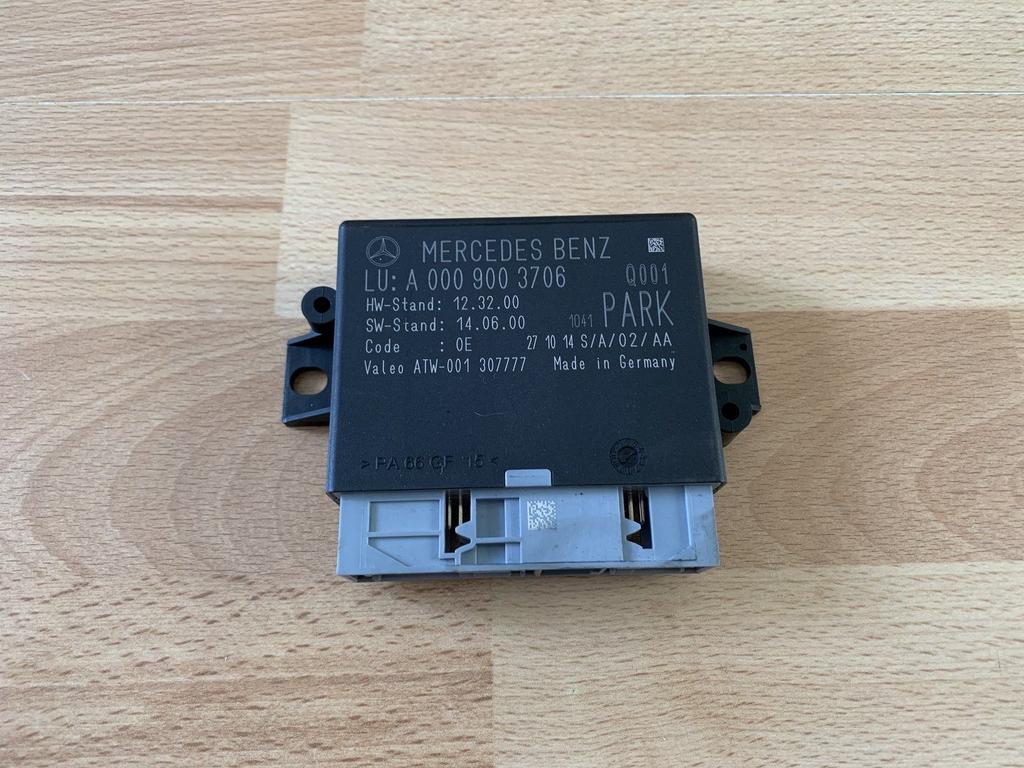 MERCEDES BENZ
LU: A 000 900 3706 Q001
HW-Stand: 12.32.00
SW-Stand: 14.06.00 1041 PARK
Code : 0E 27 10 14 S/A/02/AA
Valeo ATW-001 307777 Made in Germany
>PA 66 GF 15<